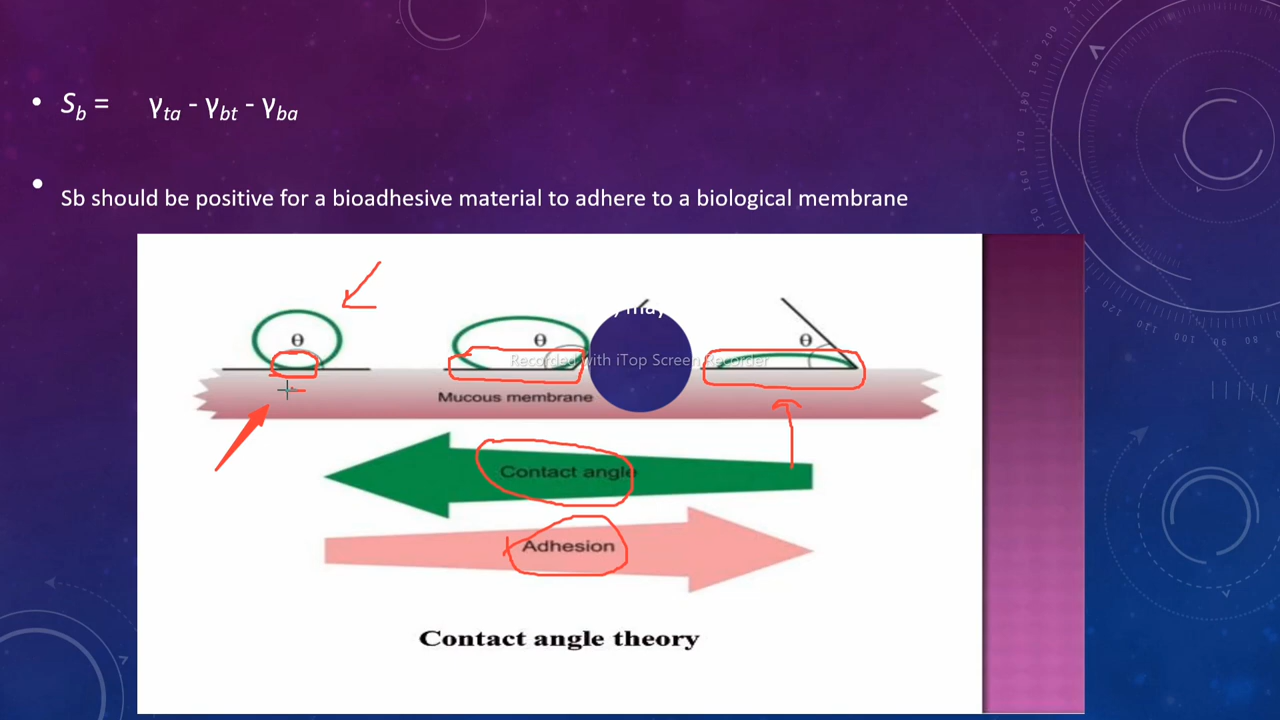 • Sb = γta - γbt - γba
• Sb should be positive for a bioadhesive material to adhere to a biological membrane
may
θ θ θ
Recorded with iTop Screen Recorder
Mucous membrane
Contact angle
Adhesion
Contact angle theory